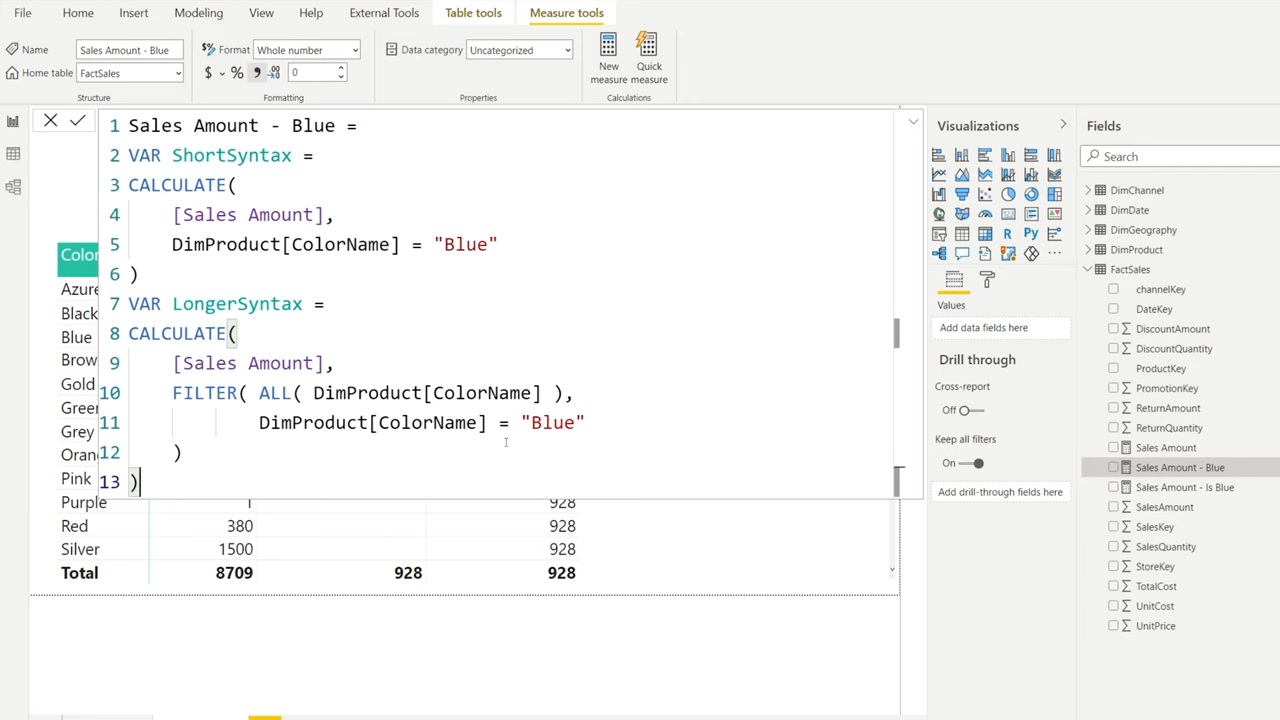 File Home Insert Modeling View Help External Tools Table tools Measure tools
Name Sales Amount - Blue $% Format Whole number Data category Uncategorized New measure Quick measure
Home table FactSales $ % 9 .00 0
Structure Formatting Properties Calculations
1 Sales Amount - Blue =
2 VAR ShortSyntax =
3 CALCULATE(
4 [Sales Amount],
5 DimProduct[ColorName] = "Blue"
6 )
7 VAR LongerSyntax =
8 CALCULATE(
9 [Sales Amount],
10 FILTER( ALL( DimProduct[ColorName] ),
11 DimProduct[ColorName] = "Blue"
12 )
13 )
Color
Azure
Black
Blue
Brow
Gold
Green
Grey
Oran
Pink
Purple 1 928
Red 380 928
Silver 1500 928
Total 8709 928 928
Visualizations
R Py
Values
Add data fields here
Drill through
Cross-report
Off
Keep all filters
On
Add drill-through fields here
Fields
Search
DimChannel
DimDate
DimGeography
DimProduct
FactSales
channelKey
DateKey
DiscountAmount
DiscountQuantity
ProductKey
PromotionKey
ReturnAmount
ReturnQuantity
Sales Amount
Sales Amount - Blue
Sales Amount - Is Blue
SalesAmount
SalesKey
SalesQuantity
StoreKey
TotalCost
UnitCost
UnitPrice